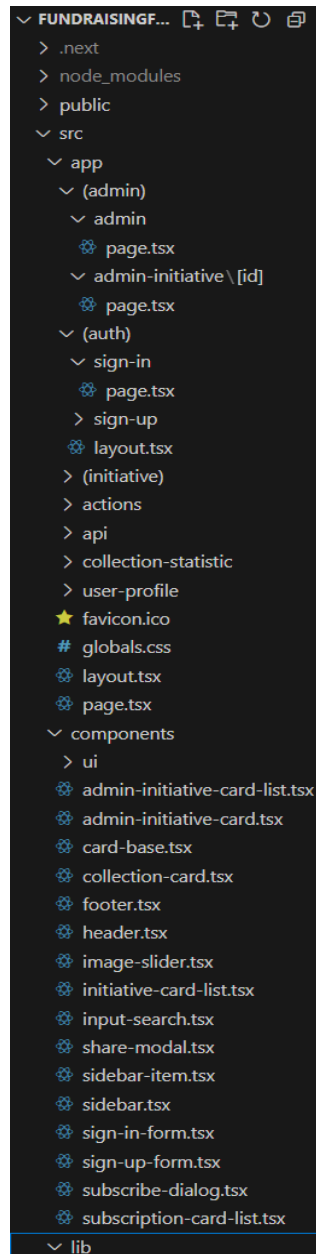 FUNDRAISINGF...
.next
node_modules
public
src
app
(admin)
admin
page.tsx
admin-initiative\[id]
page.tsx
(auth)
sign-in
page.tsx
sign-up
layout.tsx
(initiative)
actions
api
collection-statistic
user-profile
favicon.ico
# globals.css
layout.tsx
page.tsx
components
ui
admin-initiative-card-list.tsx
admin-initiative-card.tsx
card-base.tsx
collection-card.tsx
footer.tsx
header.tsx
image-slider.tsx
initiative-card-list.tsx
input-search.tsx
share-modal.tsx
sidebar-item.tsx
sidebar.tsx
sign-in-form.tsx
sign-up-form.tsx
subscribe-dialog.tsx
subscription-card-list.tsx
lib